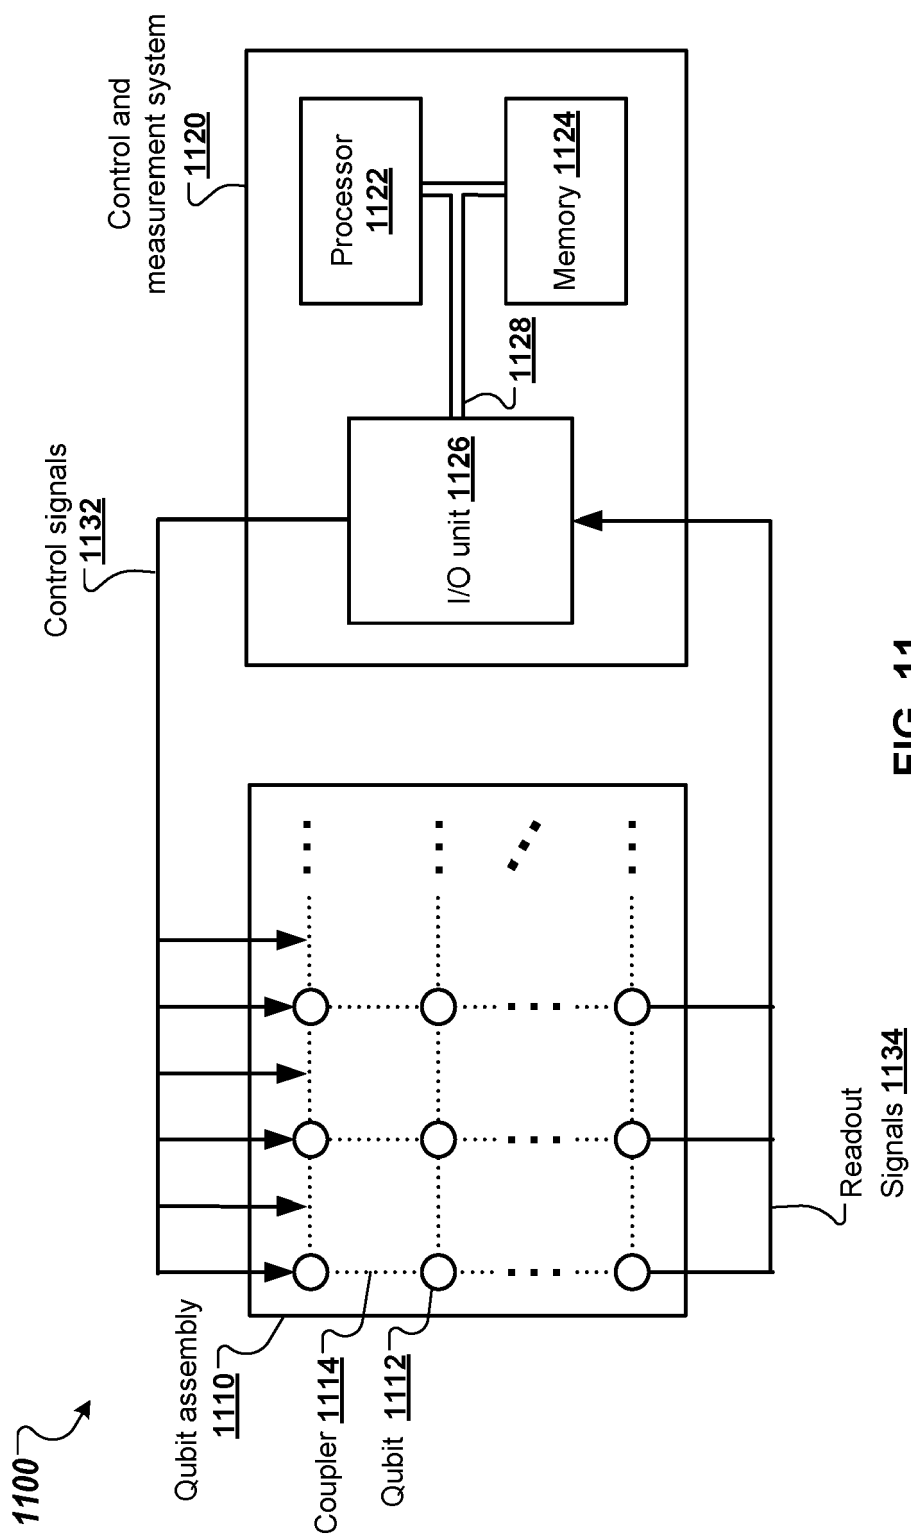 1100
Qubit assembly
1110
Coupler 1114
Qubit 1112
Control signals
1132
Control and
measurement system
1120
Processor
1122
Memory 1124
1128
I/O unit 1126
Readout
Signals 1134
FIG. 11